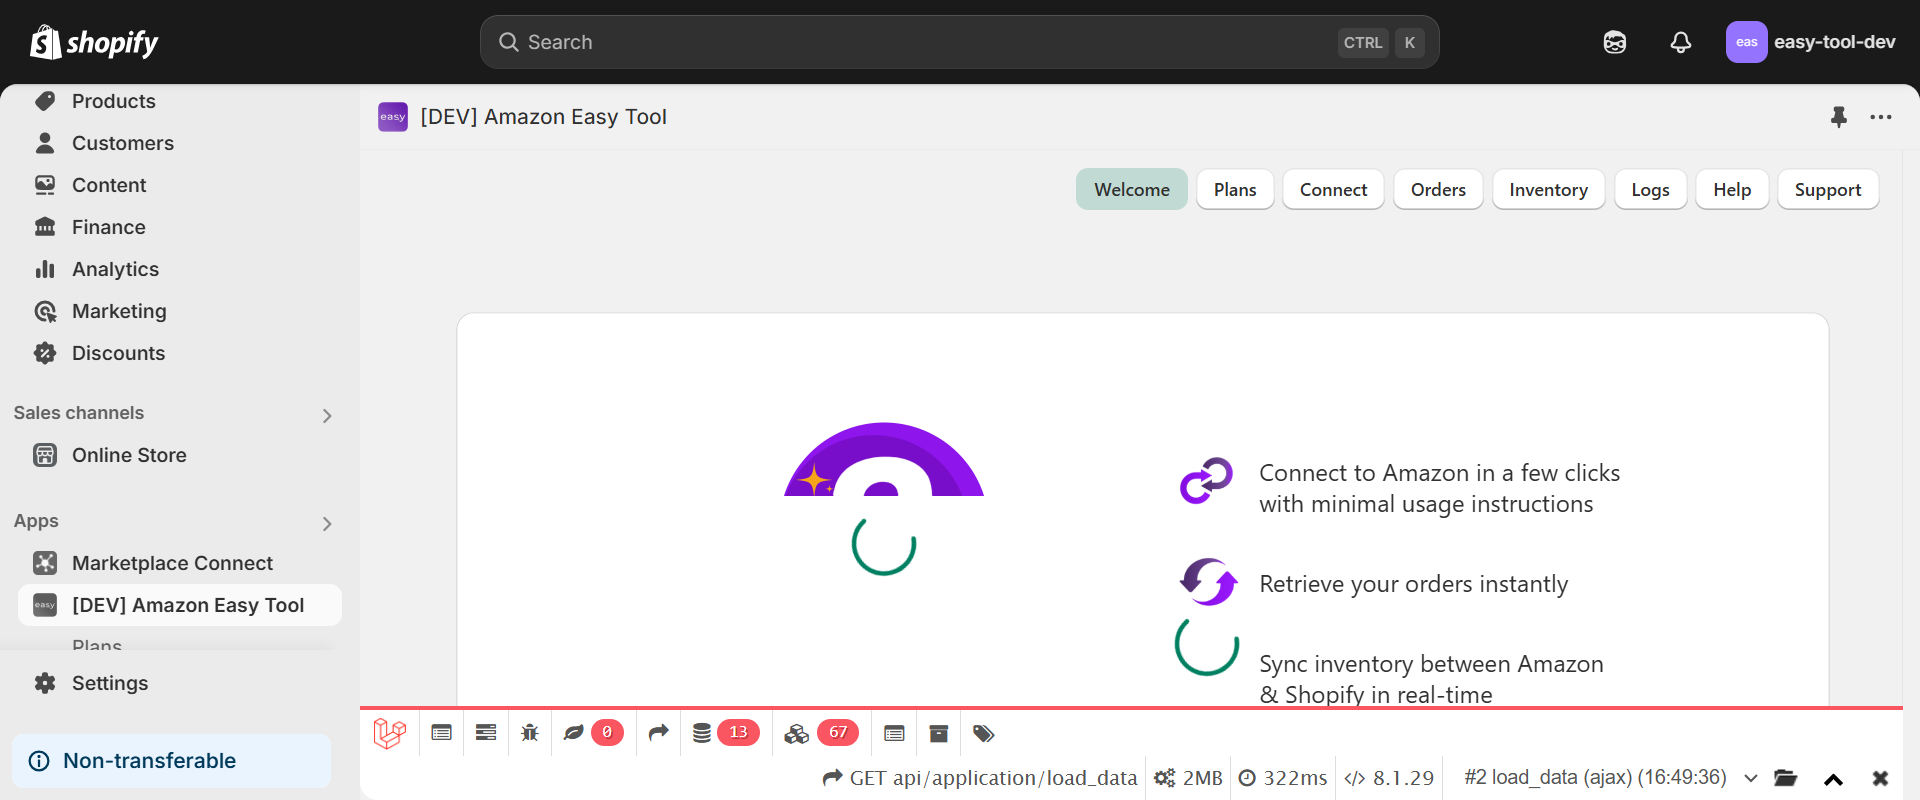 shopify
Search
CTRL K
eas easy-tool-dev
Products
Customers
Content
Finance
Analytics
Marketing
Discounts
Sales channels
Online Store
Apps
Marketplace Connect
easy [DEV] Amazon Easy Tool
Plans
Settings
Non-transferable
easy [DEV] Amazon Easy Tool
Welcome Plans Connect Orders Inventory Logs Help Support
Connect to Amazon in a few clicks
with minimal usage instructions
Retrieve your orders instantly
Sync inventory between Amazon
& Shopify in real-time
0 13 67
GET api/application/load_data 2MB 322ms </> 8.1.29 #2 load_data (ajax) (16:49:36)